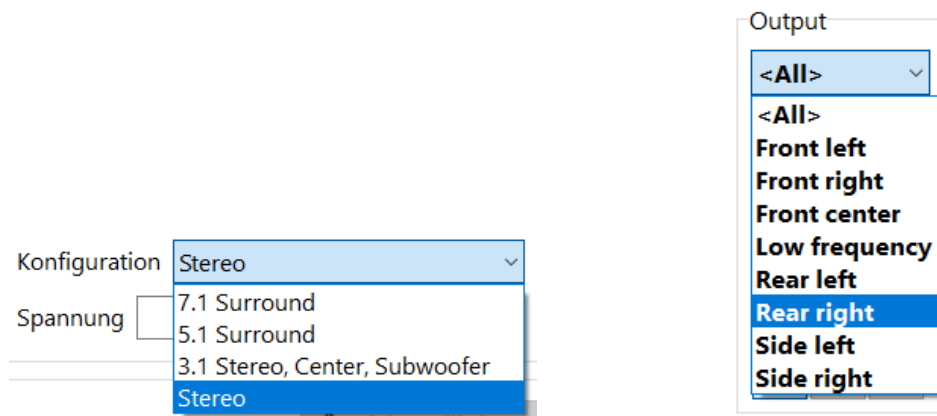 Konfiguration Stereo
7.1 Surround
5.1 Surround
3.1 Stereo, Center, Subwoofer
Stereo
Spannung
Output
<All>
<All>
Front left
Front right
Front center
Low frequency
Rear left
Rear right
Side left
Side right